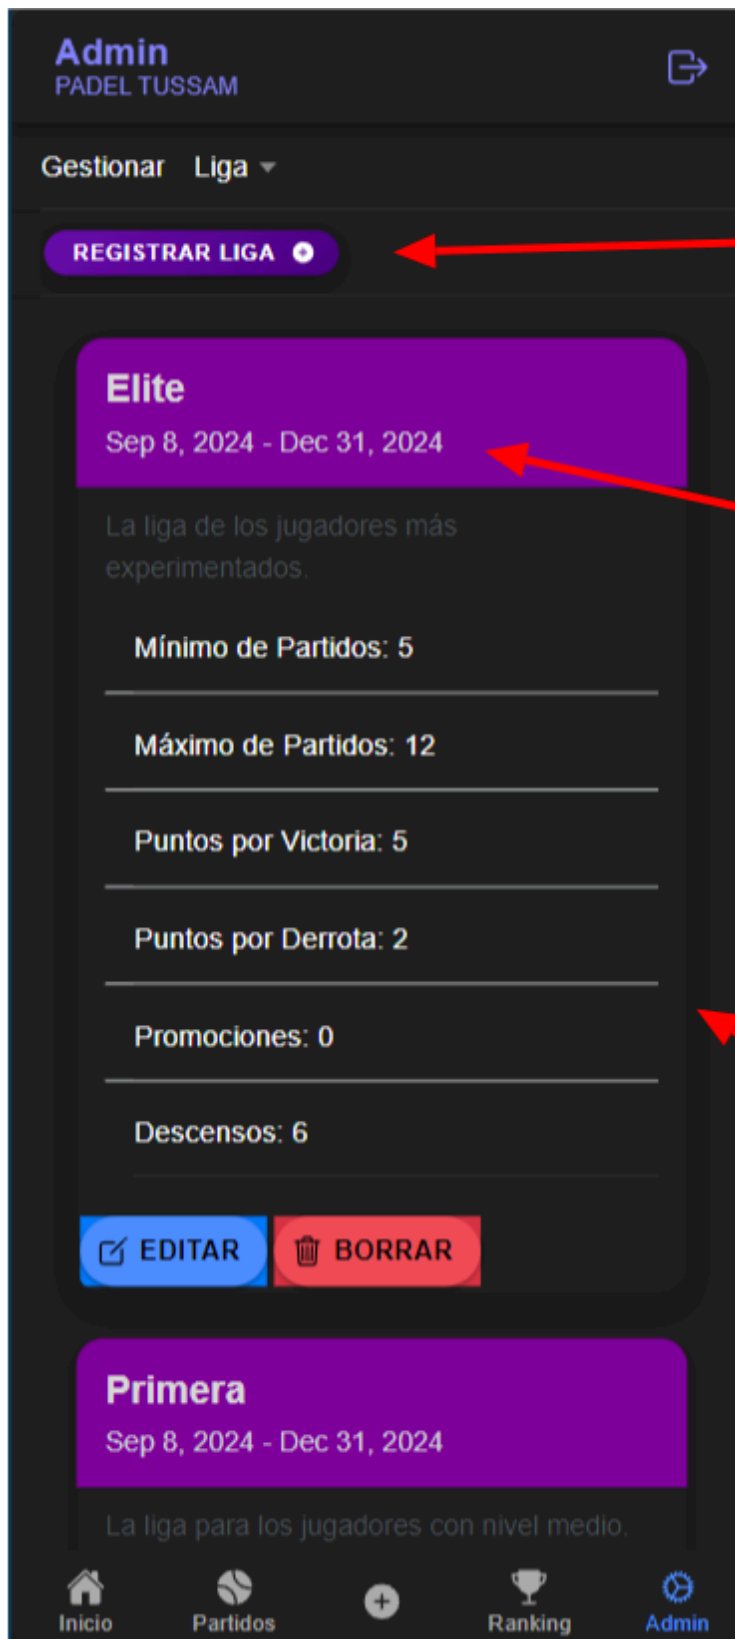 Admin
PADEL TUSSAM
Gestionar Liga
REGISTRAR LIGA
Elite
Sep 8, 2024 - Dec 31, 2024
La liga de los jugadores más
experimentados.
Mínimo de Partidos: 5
Máximo de Partidos: 12
Puntos por Victoria: 5
Puntos por Derrota: 2
Promociones: 0
Descensos: 6
EDITAR BORRAR
Primera
Sep 8, 2024 - Dec 31, 2024
La liga para los jugadores con nivel medio.
Inicio Partidos Ranking Admin